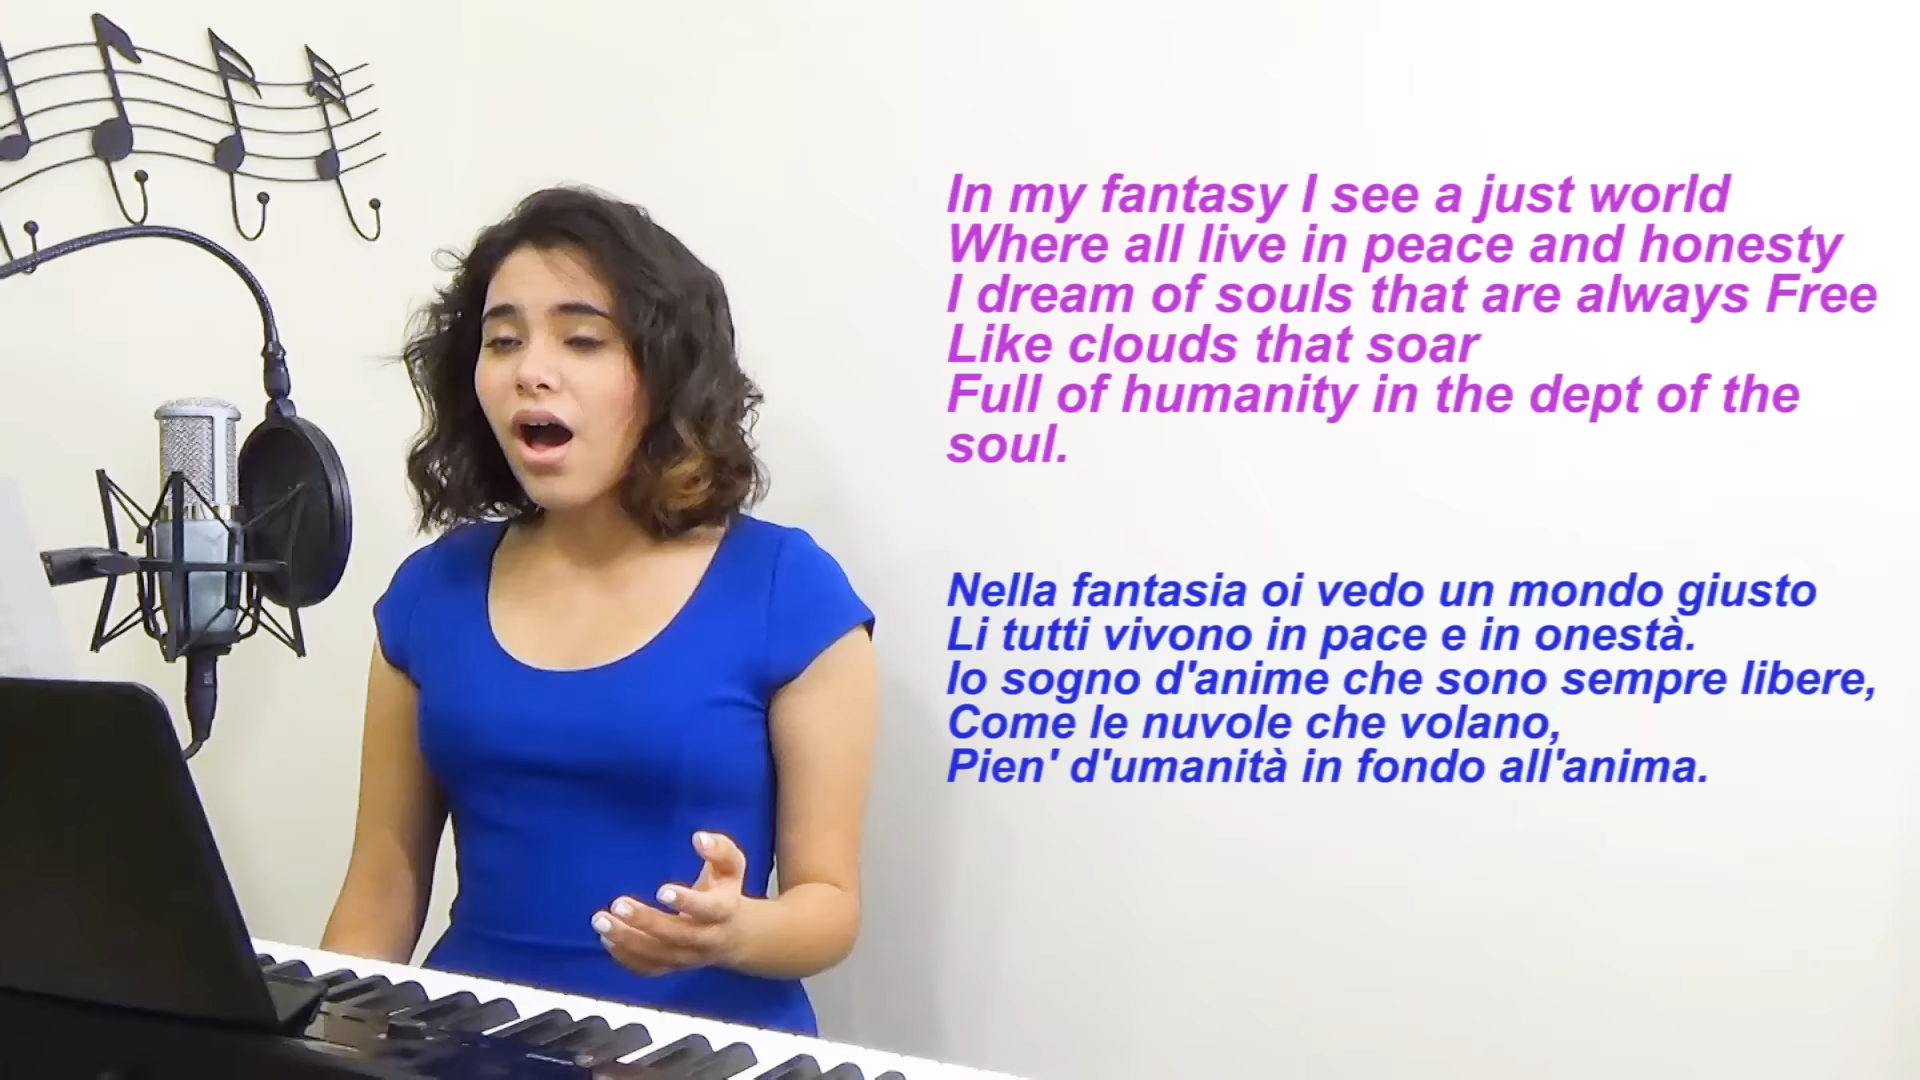 In my fantasy I see a just world
Where all live in peace and honesty
I dream of souls that are always Free
Like clouds that soar
Full of humanity in the dept of the
soul.
Nella fantasia oi vedo un mondo giusto
Li tutti vivono in pace e in onestà.
Io sogno d'anime che sono sempre libere,
Come le nuvole che volano,
Pien' d'umanità in fondo all'anima.